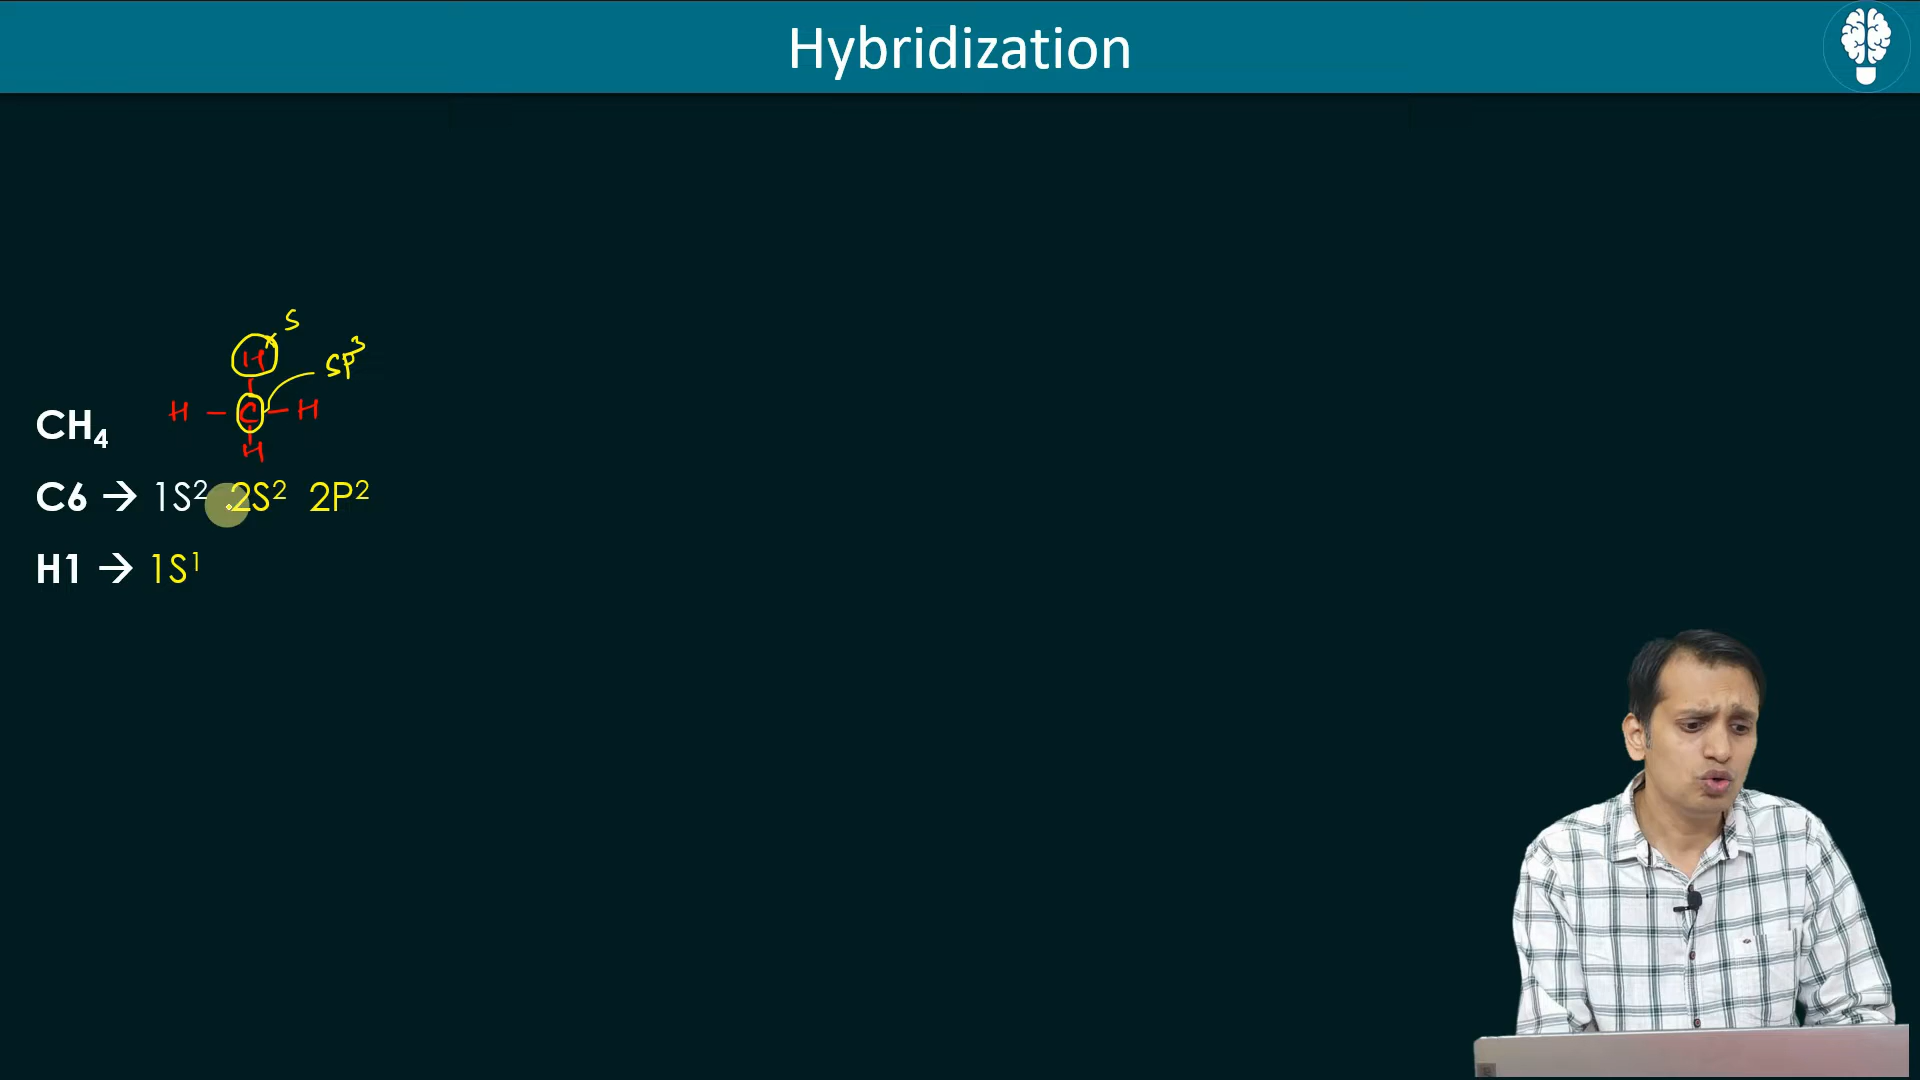 Hybridization
S
H
SP³
H – C – H
CH₄
H
C6 → 1S² 2S² 2P²
H1 → 1S¹